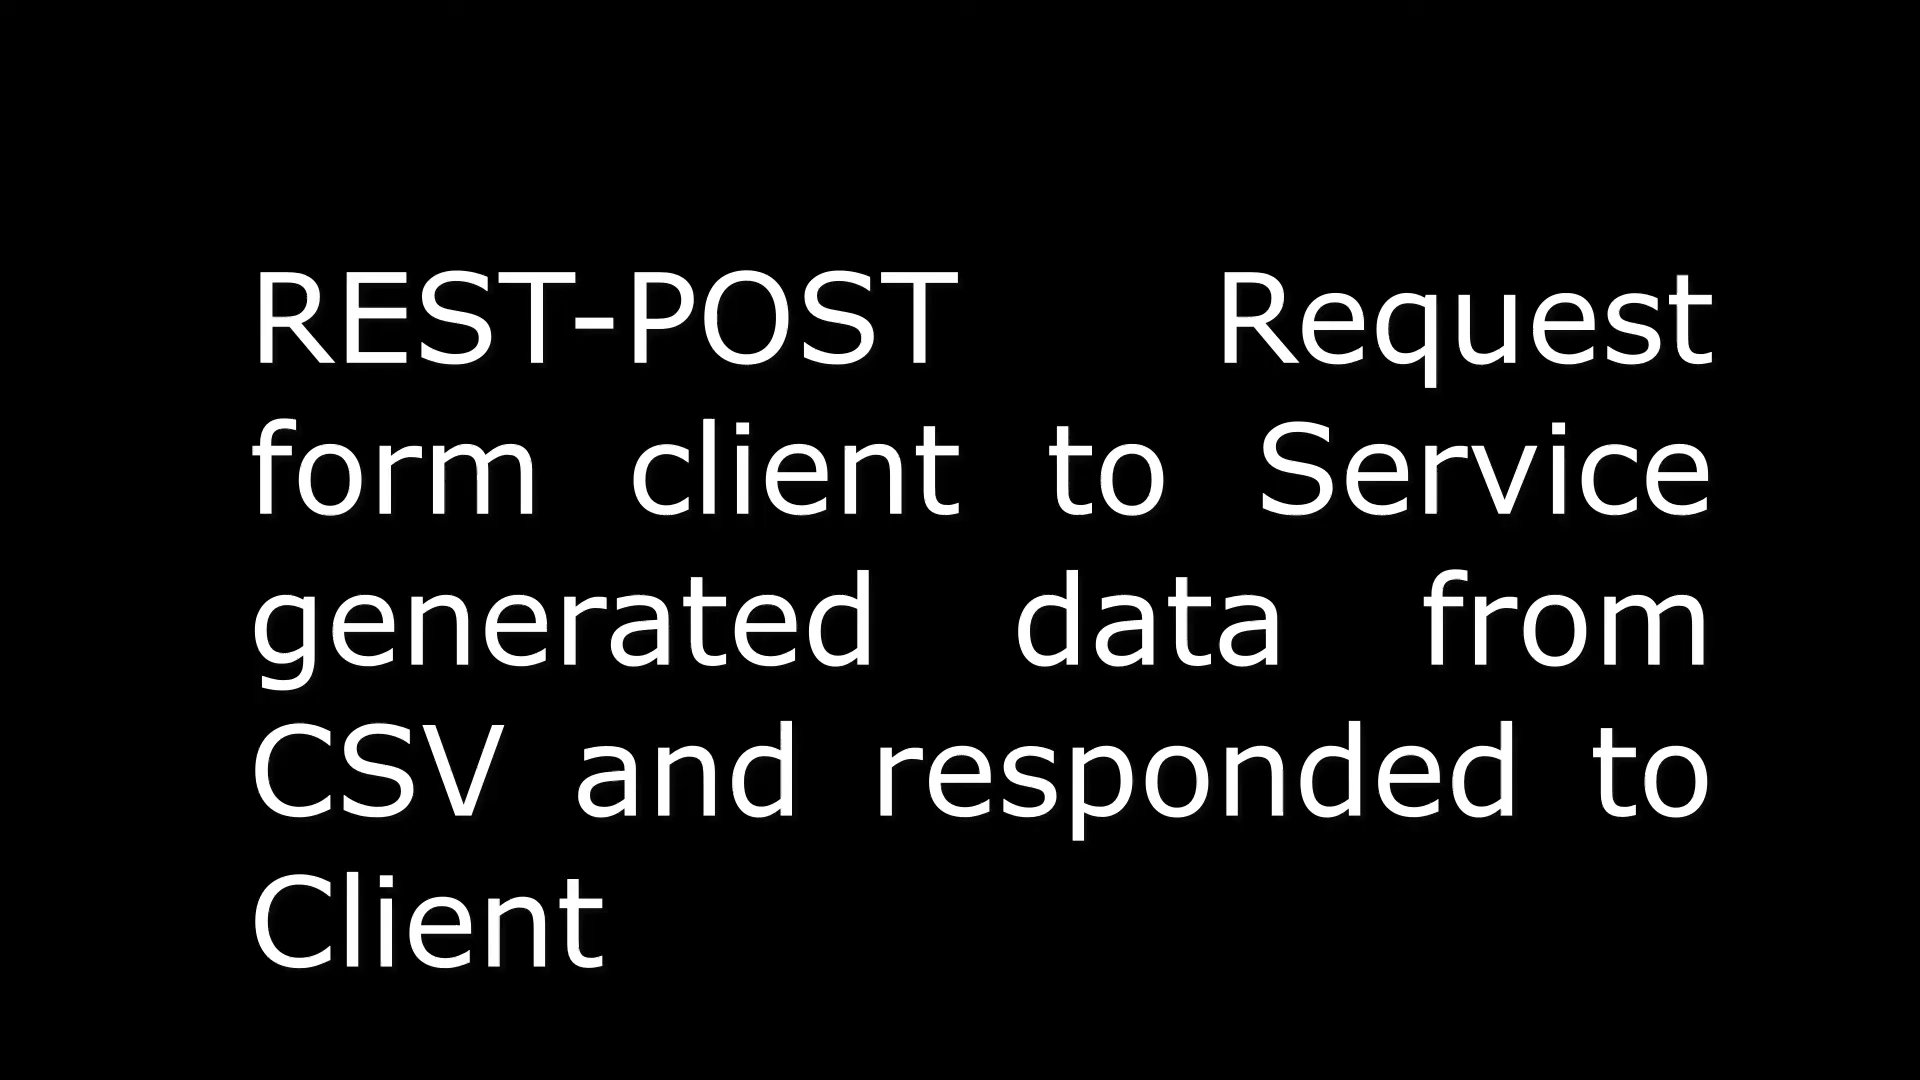 REST-POST Request
form client to Service
generated data from
CSV and responded to
Client